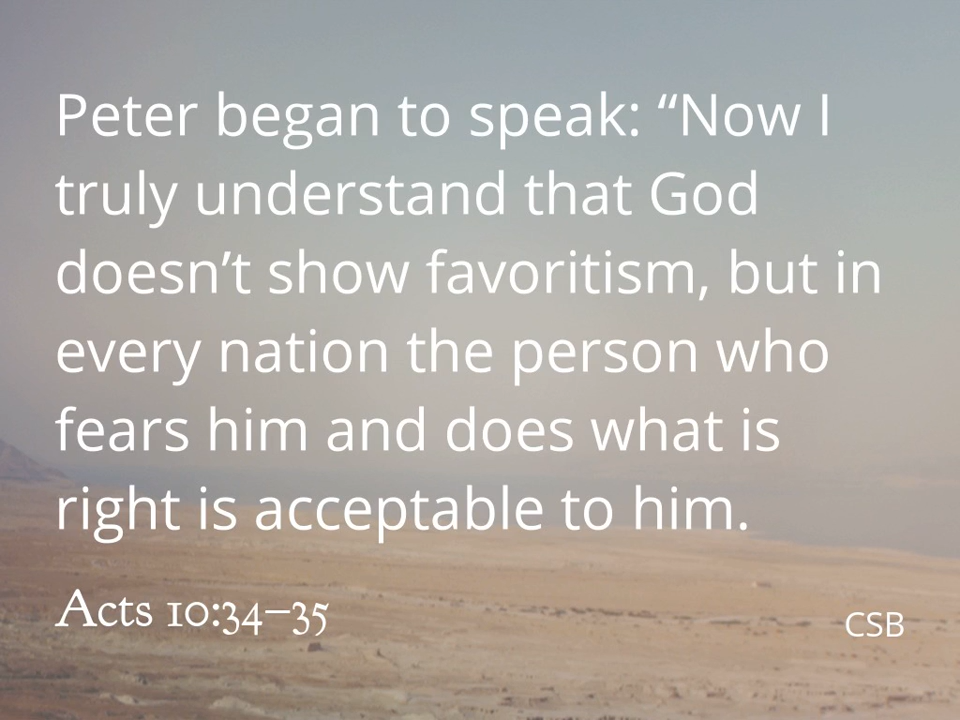 Peter began to speak: “Now I
truly understand that God
doesn’t show favoritism, but in
every nation the person who
fears him and does what is
right is acceptable to him.
Acts 10:34–35
CSB